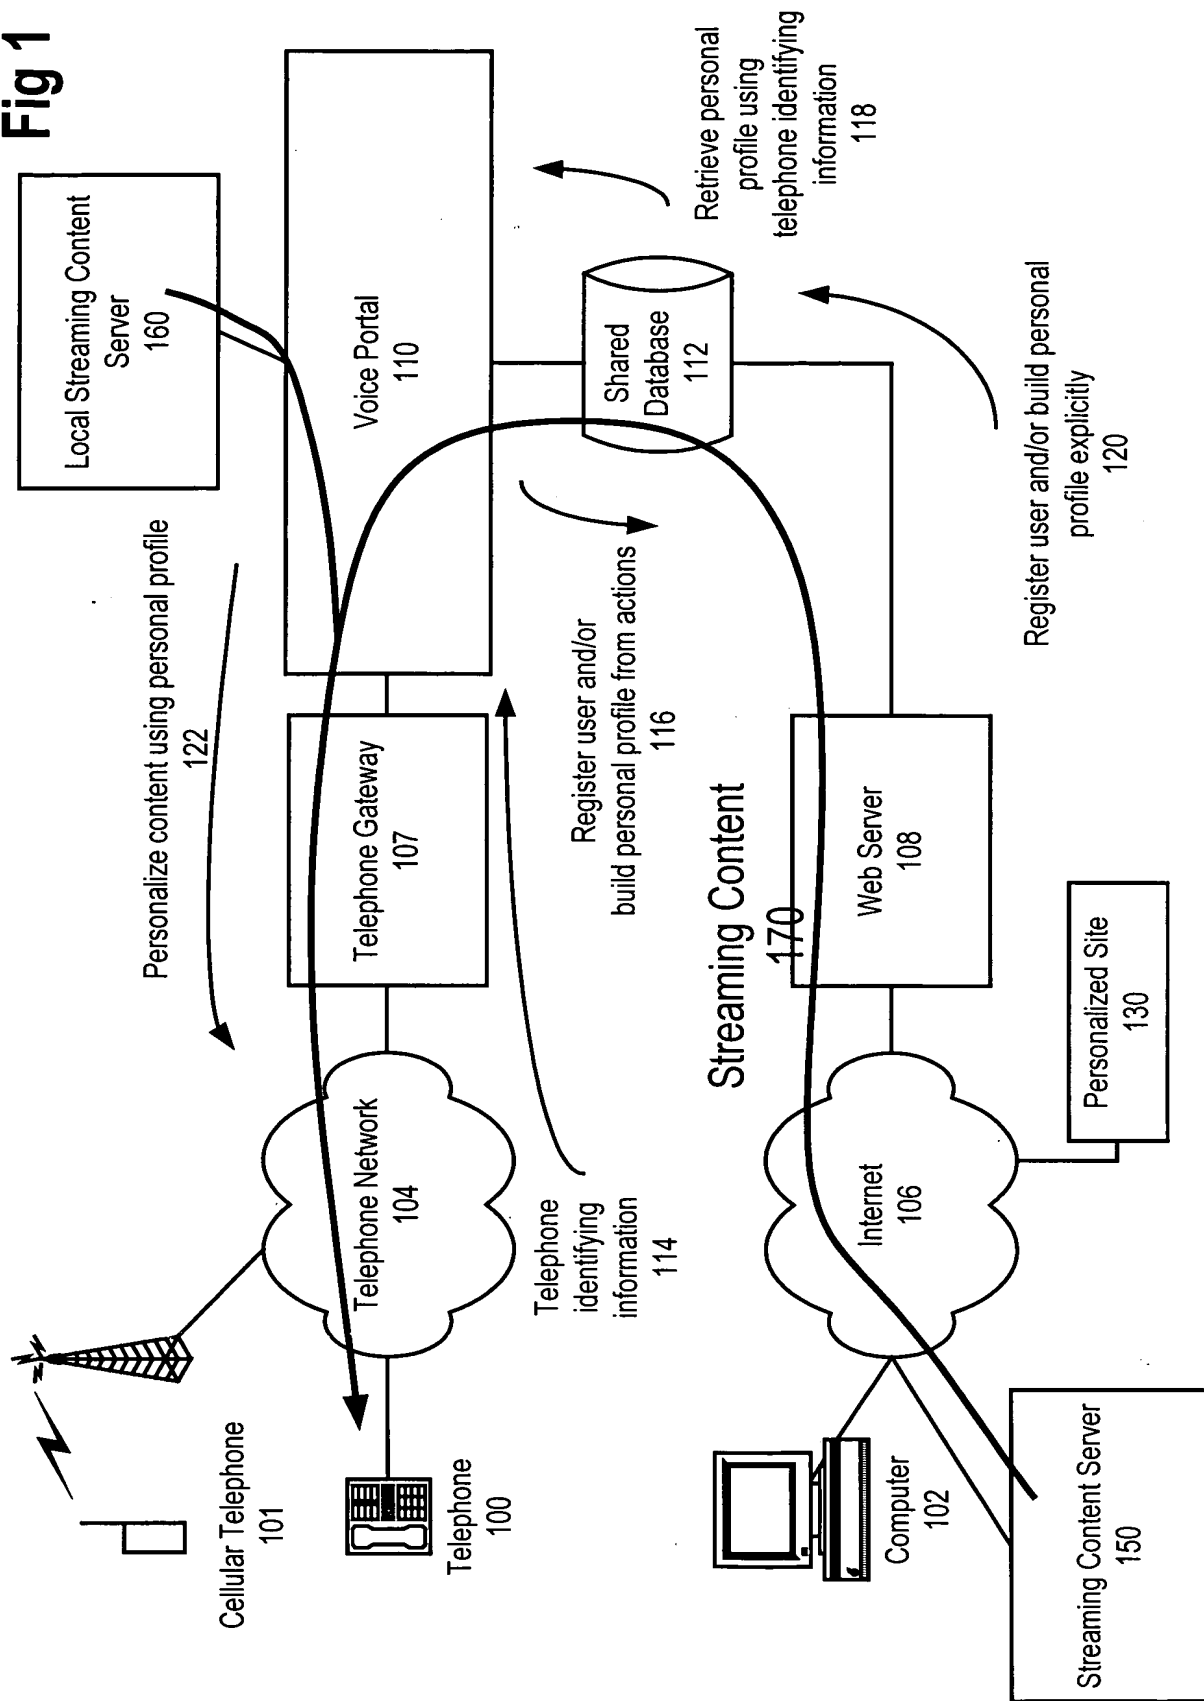 Fig 1
Local Streaming Content
Server
160
Personalize content using personal profile
122
Voice Portal
110
Telephone Gateway
107
Telephone Network
104
Cellular Telephone
101
Telephone
100
Telephone
identifying
information
114
Register user and/or
build personal profile from actions
116
Shared
Database
112
Retrieve personal
profile using
telephone identifying
information
118
Streaming Content
170
Web Server
108
Internet
106
Computer
102
Personalized Site
130
Register user and/or build personal
profile explicitly
120
Streaming Content Server
150